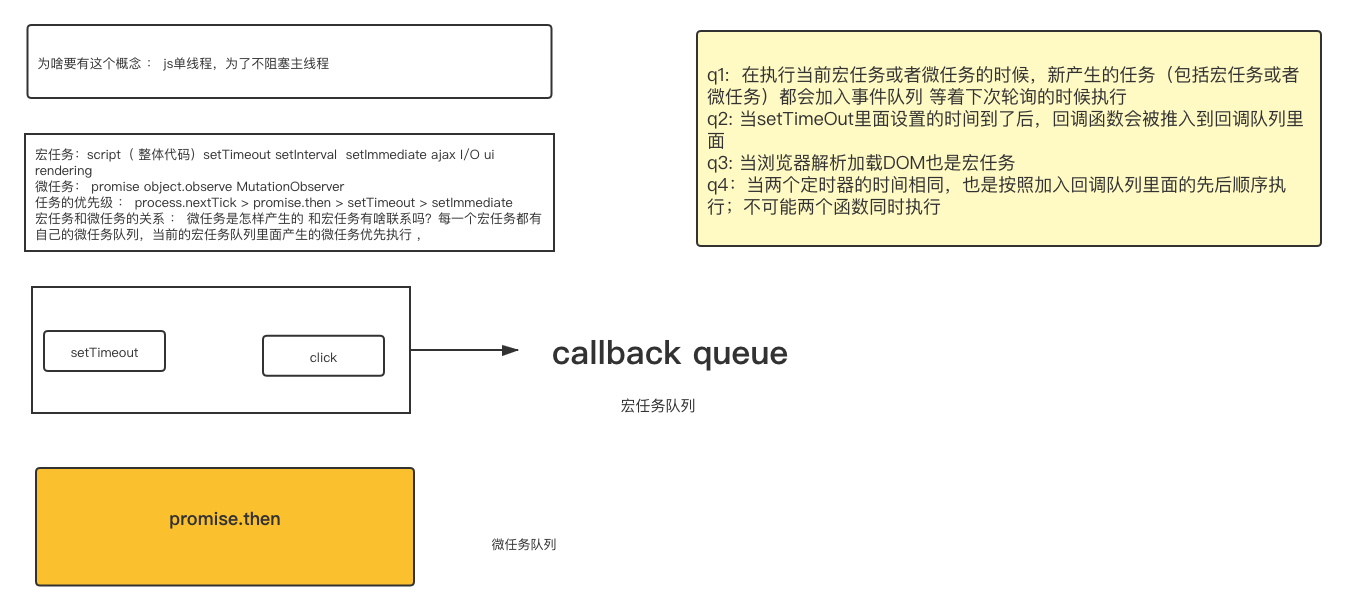 为啥要有这个概念 : js单线程，为了不阻塞主线程
宏任务：script（ 整体代码）setTimeout setInterval setImmediate ajax I/O ui
rendering
微任务： promise object.observe MutationObserver
任务的优先级 : process.nextTick > promise.then > setTimeout > setImmediate
宏任务和微任务的关系 : 微任务是怎样产生的 和宏任务有啥联系吗？每一个宏任务都有
自己的微任务队列，当前的宏任务队列里面产生的微任务优先执行 ，
q1: 在执行当前宏任务或者微任务的时候，新产生的任务（包括宏任务或者
微任务）都会加入事件队列 等着下次轮询的时候执行
q2: 当setTimeOut里面设置的时间到了后，回调函数会被推入到回调队列里
面
q3: 当浏览器解析加载DOM也是宏任务
q4：当两个定时器的时间相同，也是按照加入回调队列里面的先后顺序执
行；不可能两个函数同时执行
setTimeout
click
callback queue
宏任务队列
promise.then
微任务队列